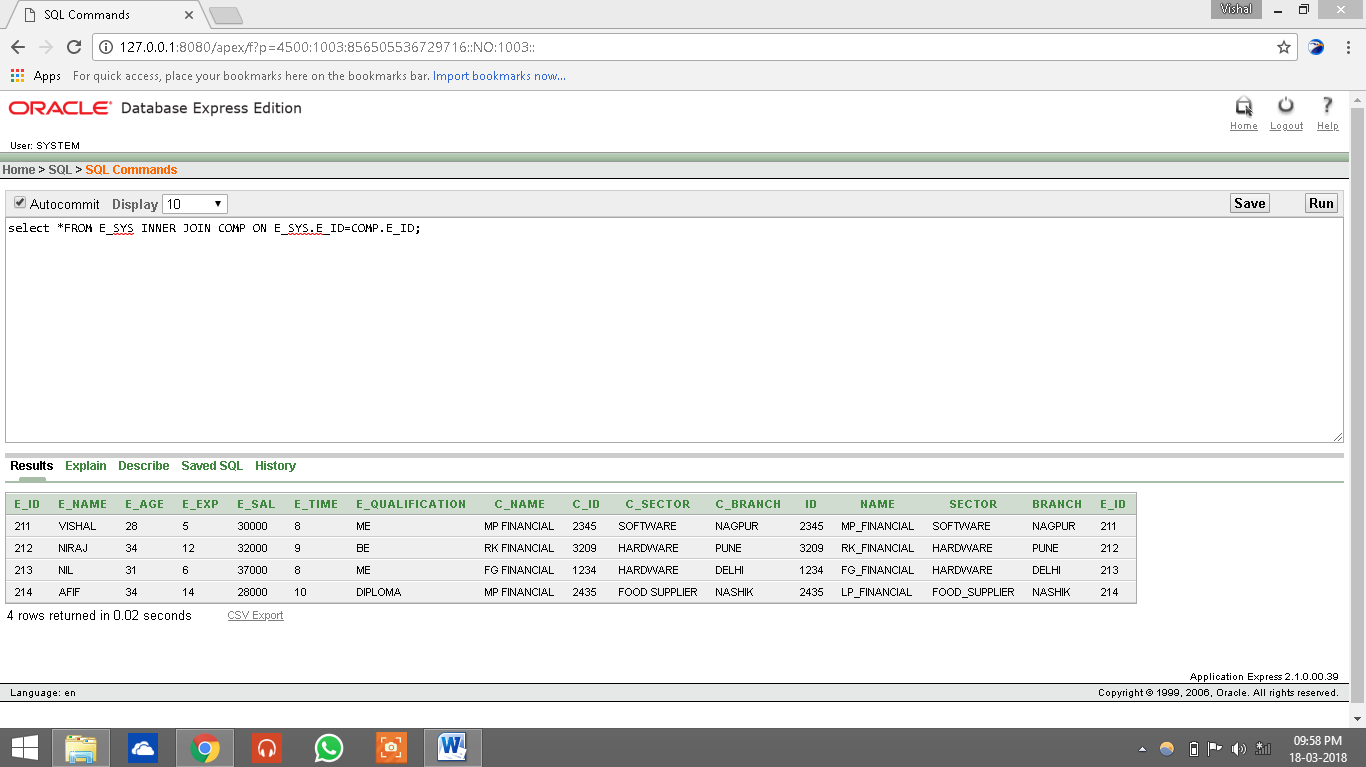 SQL Commands
Vishal
127.0.0.1:8080/apex/f?p=4500:1003:856505536729716::NO:1003::
Apps For quick access, place your bookmarks here on the bookmarks bar. Import bookmarks now...
ORACLE Database Express Edition
Home Logout Help
User: SYSTEM
Home > SQL > SQL Commands
Autocommit Display 10 Save Run
select *FROM E_SYS INNER JOIN COMP ON E_SYS.E_ID=COMP.E_ID;
Results Explain Describe Saved SQL History
E_ID E_NAME E_AGE E_EXP E_SAL E_TIME E_QUALIFICATION C_NAME C_ID C_SECTOR C_BRANCH ID NAME SECTOR BRANCH E_ID
211 VISHAL 28 5 30000 8 ME MP FINANCIAL 2345 SOFTWARE NAGPUR 2345 MP_FINANCIAL SOFTWARE NAGPUR 211
212 NIRAJ 34 12 32000 9 BE RK FINANCIAL 3209 HARDWARE PUNE 3209 RK_FINANCIAL HARDWARE PUNE 212
213 NIL 31 6 37000 8 ME FG FINANCIAL 1234 HARDWARE DELHI 1234 FG_FINANCIAL HARDWARE DELHI 213
214 AFIF 34 14 28000 10 DIPLOMA MP FINANCIAL 2435 FOOD SUPPLIER NASHIK 2435 LP_FINANCIAL FOOD_SUPPLIER NASHIK 214
4 rows returned in 0.02 seconds CSV Export
Application Express 2.1.0.00.39
Language: en Copyright © 1999, 2006, Oracle. All rights reserved.
09:58 PM
18-03-2018